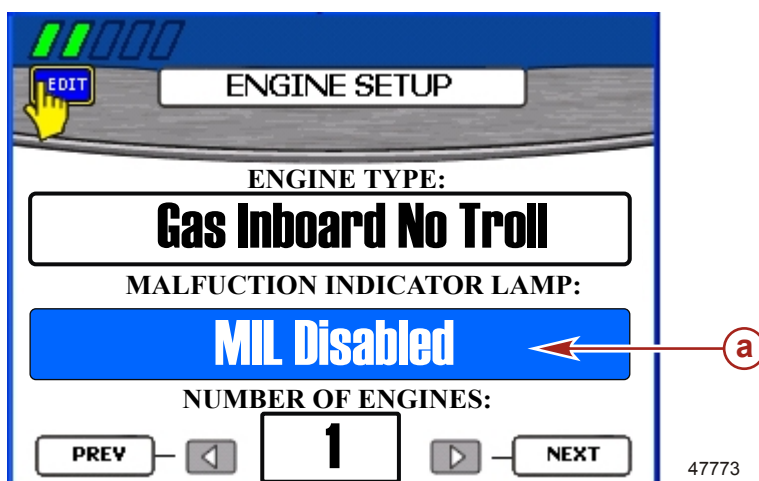 EDIT
ENGINE SETUP
ENGINE TYPE:
Gas Inboard No Troll
MALFUCTION INDICATOR LAMP:
MIL Disabled
a
NUMBER OF ENGINES:
PREV
1
NEXT
47773